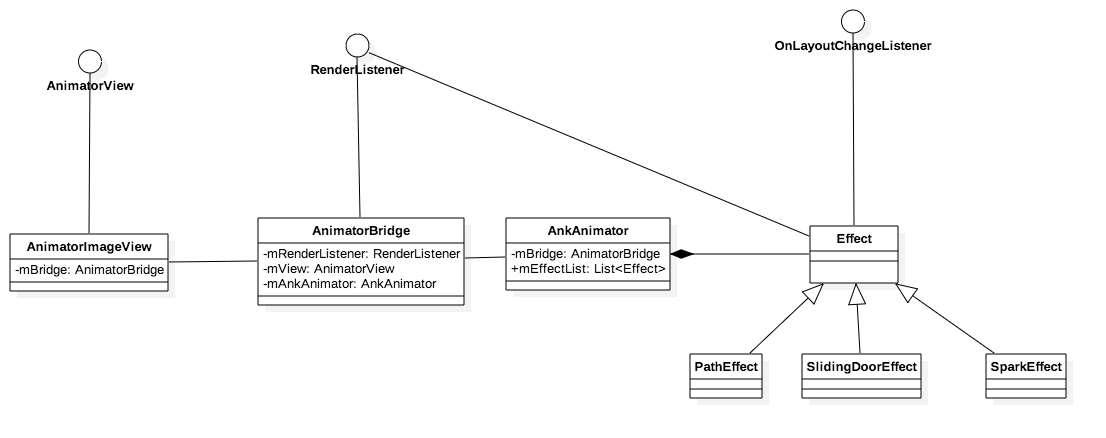 OnLayoutChangeListener
RenderListener
AnimatorView
AnimatorImageView
-mBridge: AnimatorBridge
AnimatorBridge
-mRenderListener: RenderListener
-mView: AnimatorView
-mAnkAnimator: AnkAnimator
AnkAnimator
-mBridge: AnimatorBridge
+mEffectList: List<Effect>
Effect
PathEffect
SlidingDoorEffect
SparkEffect